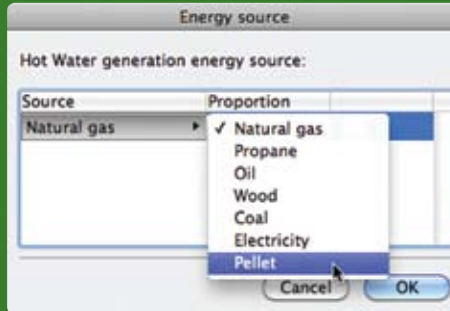 Energy source
Hot Water generation energy source:
Source Proportion
Natural gas ✓ Natural gas
Propane
Oil
Wood
Coal
Electricity
Pellet
Cancel OK